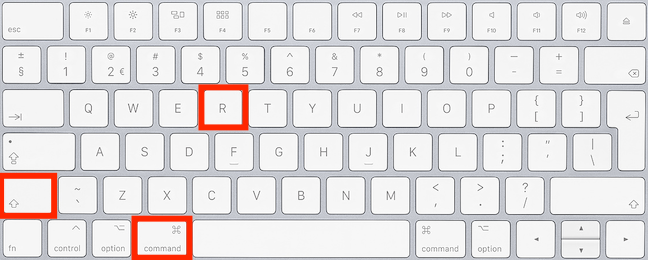 esc F1 F2 F3 F4 F5 F6 F7 F8 F9 F10 F11 F12
± ! @ # $ % ^ & * ( ) _ +
§ 1 2 € 3 4 5 6 7 8 9 0 - =
Q W E R T Y U I O P { [ } ]
A S D F G H J K L : ; " ' | \
~ ` Z X C V B N M < , > . ? /
fn control option command command option